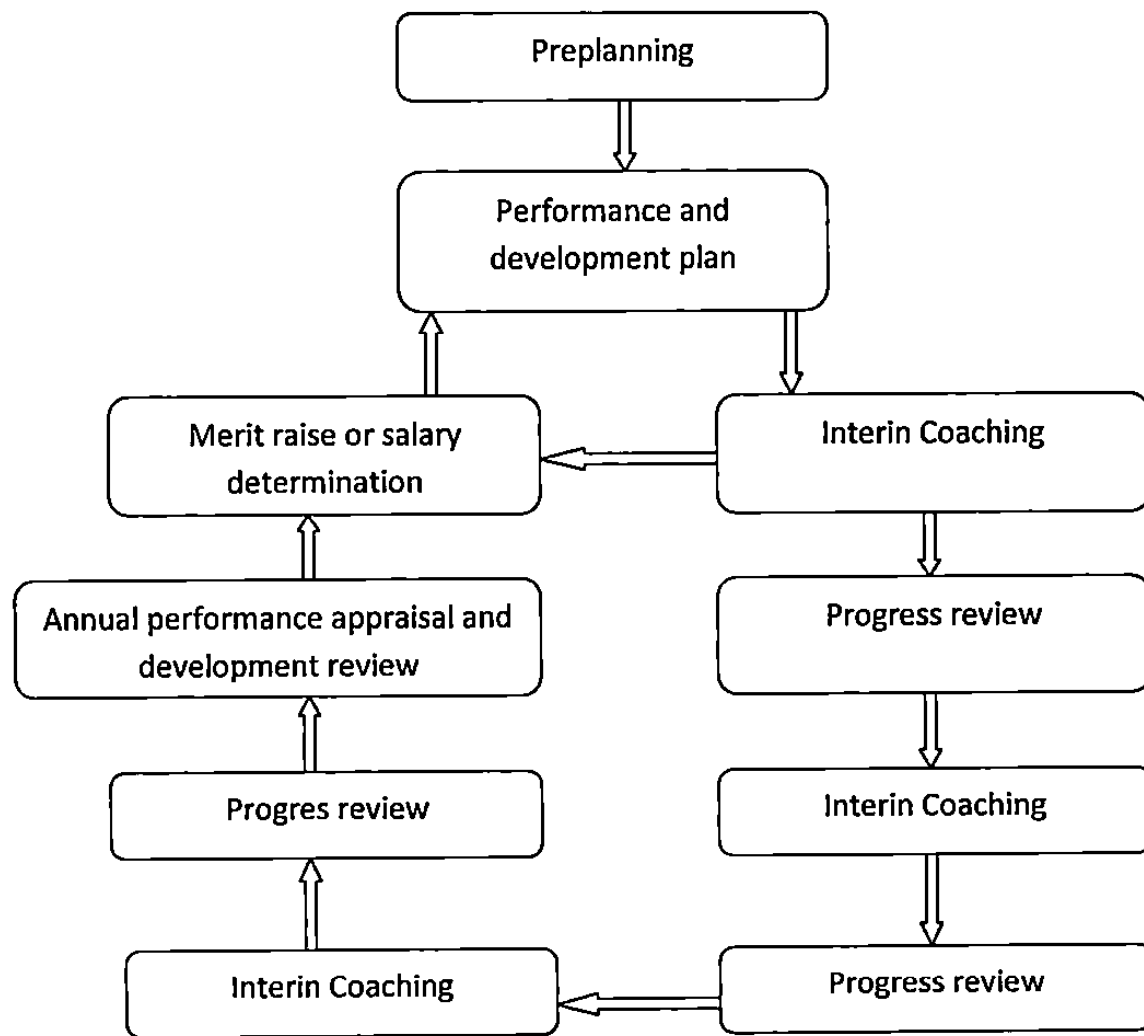 Preplanning
Performance and
development plan
Merit raise or salary
determination
Interin Coaching
Annual performance appraisal and
development review
Progress review
Progres review
Interin Coaching
Interin Coaching
Progress review